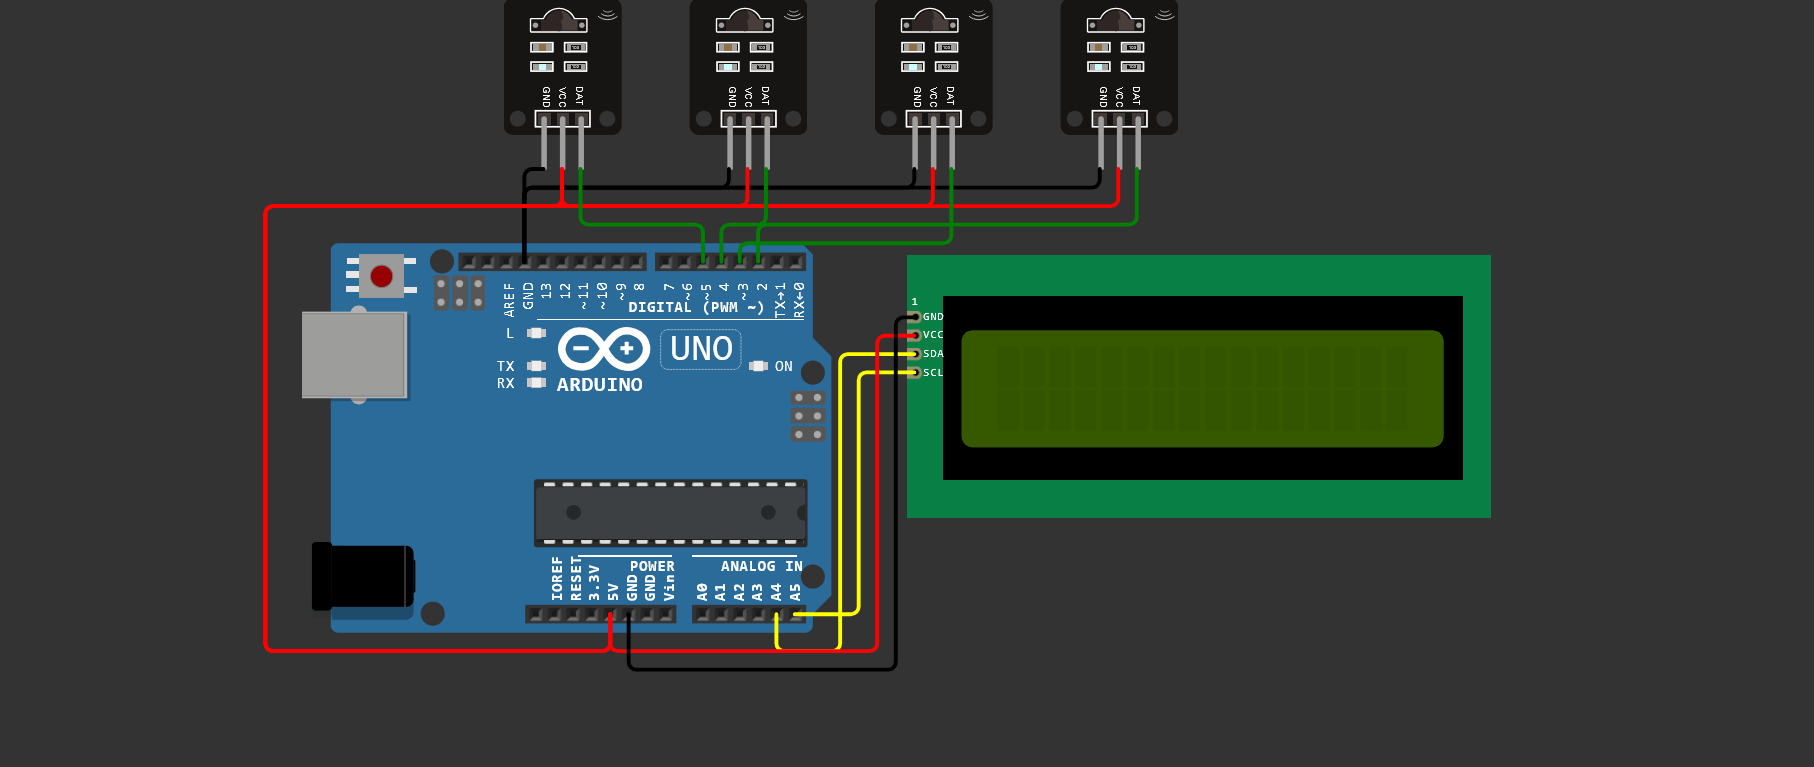 GND VCC DAT
GND VCC DAT
GND VCC DAT
GND VCC DAT
AREF GND 13 12 ~11 ~10 ~9 8 7 ~6 ~5 4 ~3 2 TX→1 RX←0
DIGITAL (PWM ~)
L
TX
RX
UNO
ON
ARDUINO
1
GND
VCC
SDA
SCL
POWER
ANALOG IN
IOREF RESET 3.3V 5V GND GND Vin A0 A1 A2 A3 A4 A5